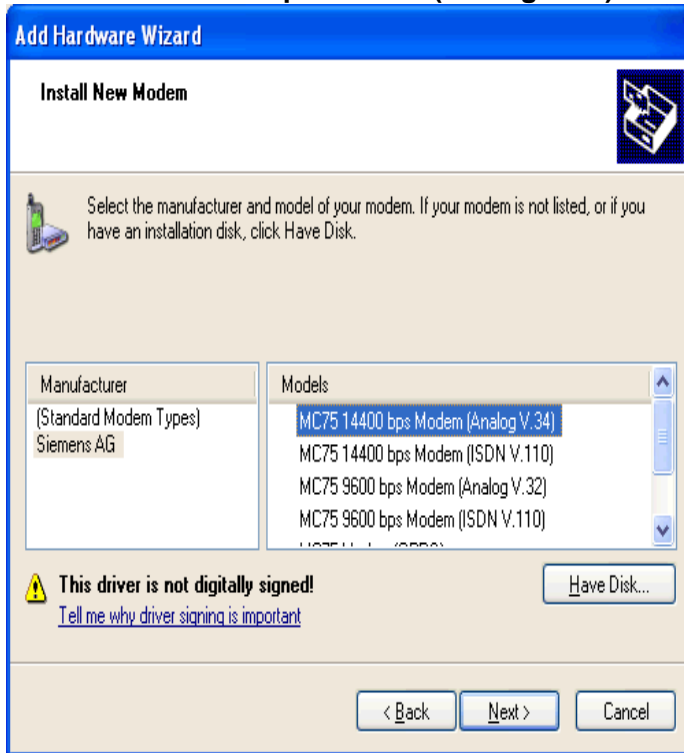 Add Hardware Wizard
Install New Modem
Select the manufacturer and model of your modem. If your modem is not listed, or if you
have an installation disk, click Have Disk.
Manufacturer
(Standard Modem Types)
Siemens AG
Models
MC75 14400 bps Modem (Analog V.34)
MC75 14400 bps Modem (ISDN V.110)
MC75 9600 bps Modem (Analog V.32)
MC75 9600 bps Modem (ISDN V.110)
This driver is not digitally signed!
Tell me why driver signing is important
Have Disk...
< Back
Next >
Cancel